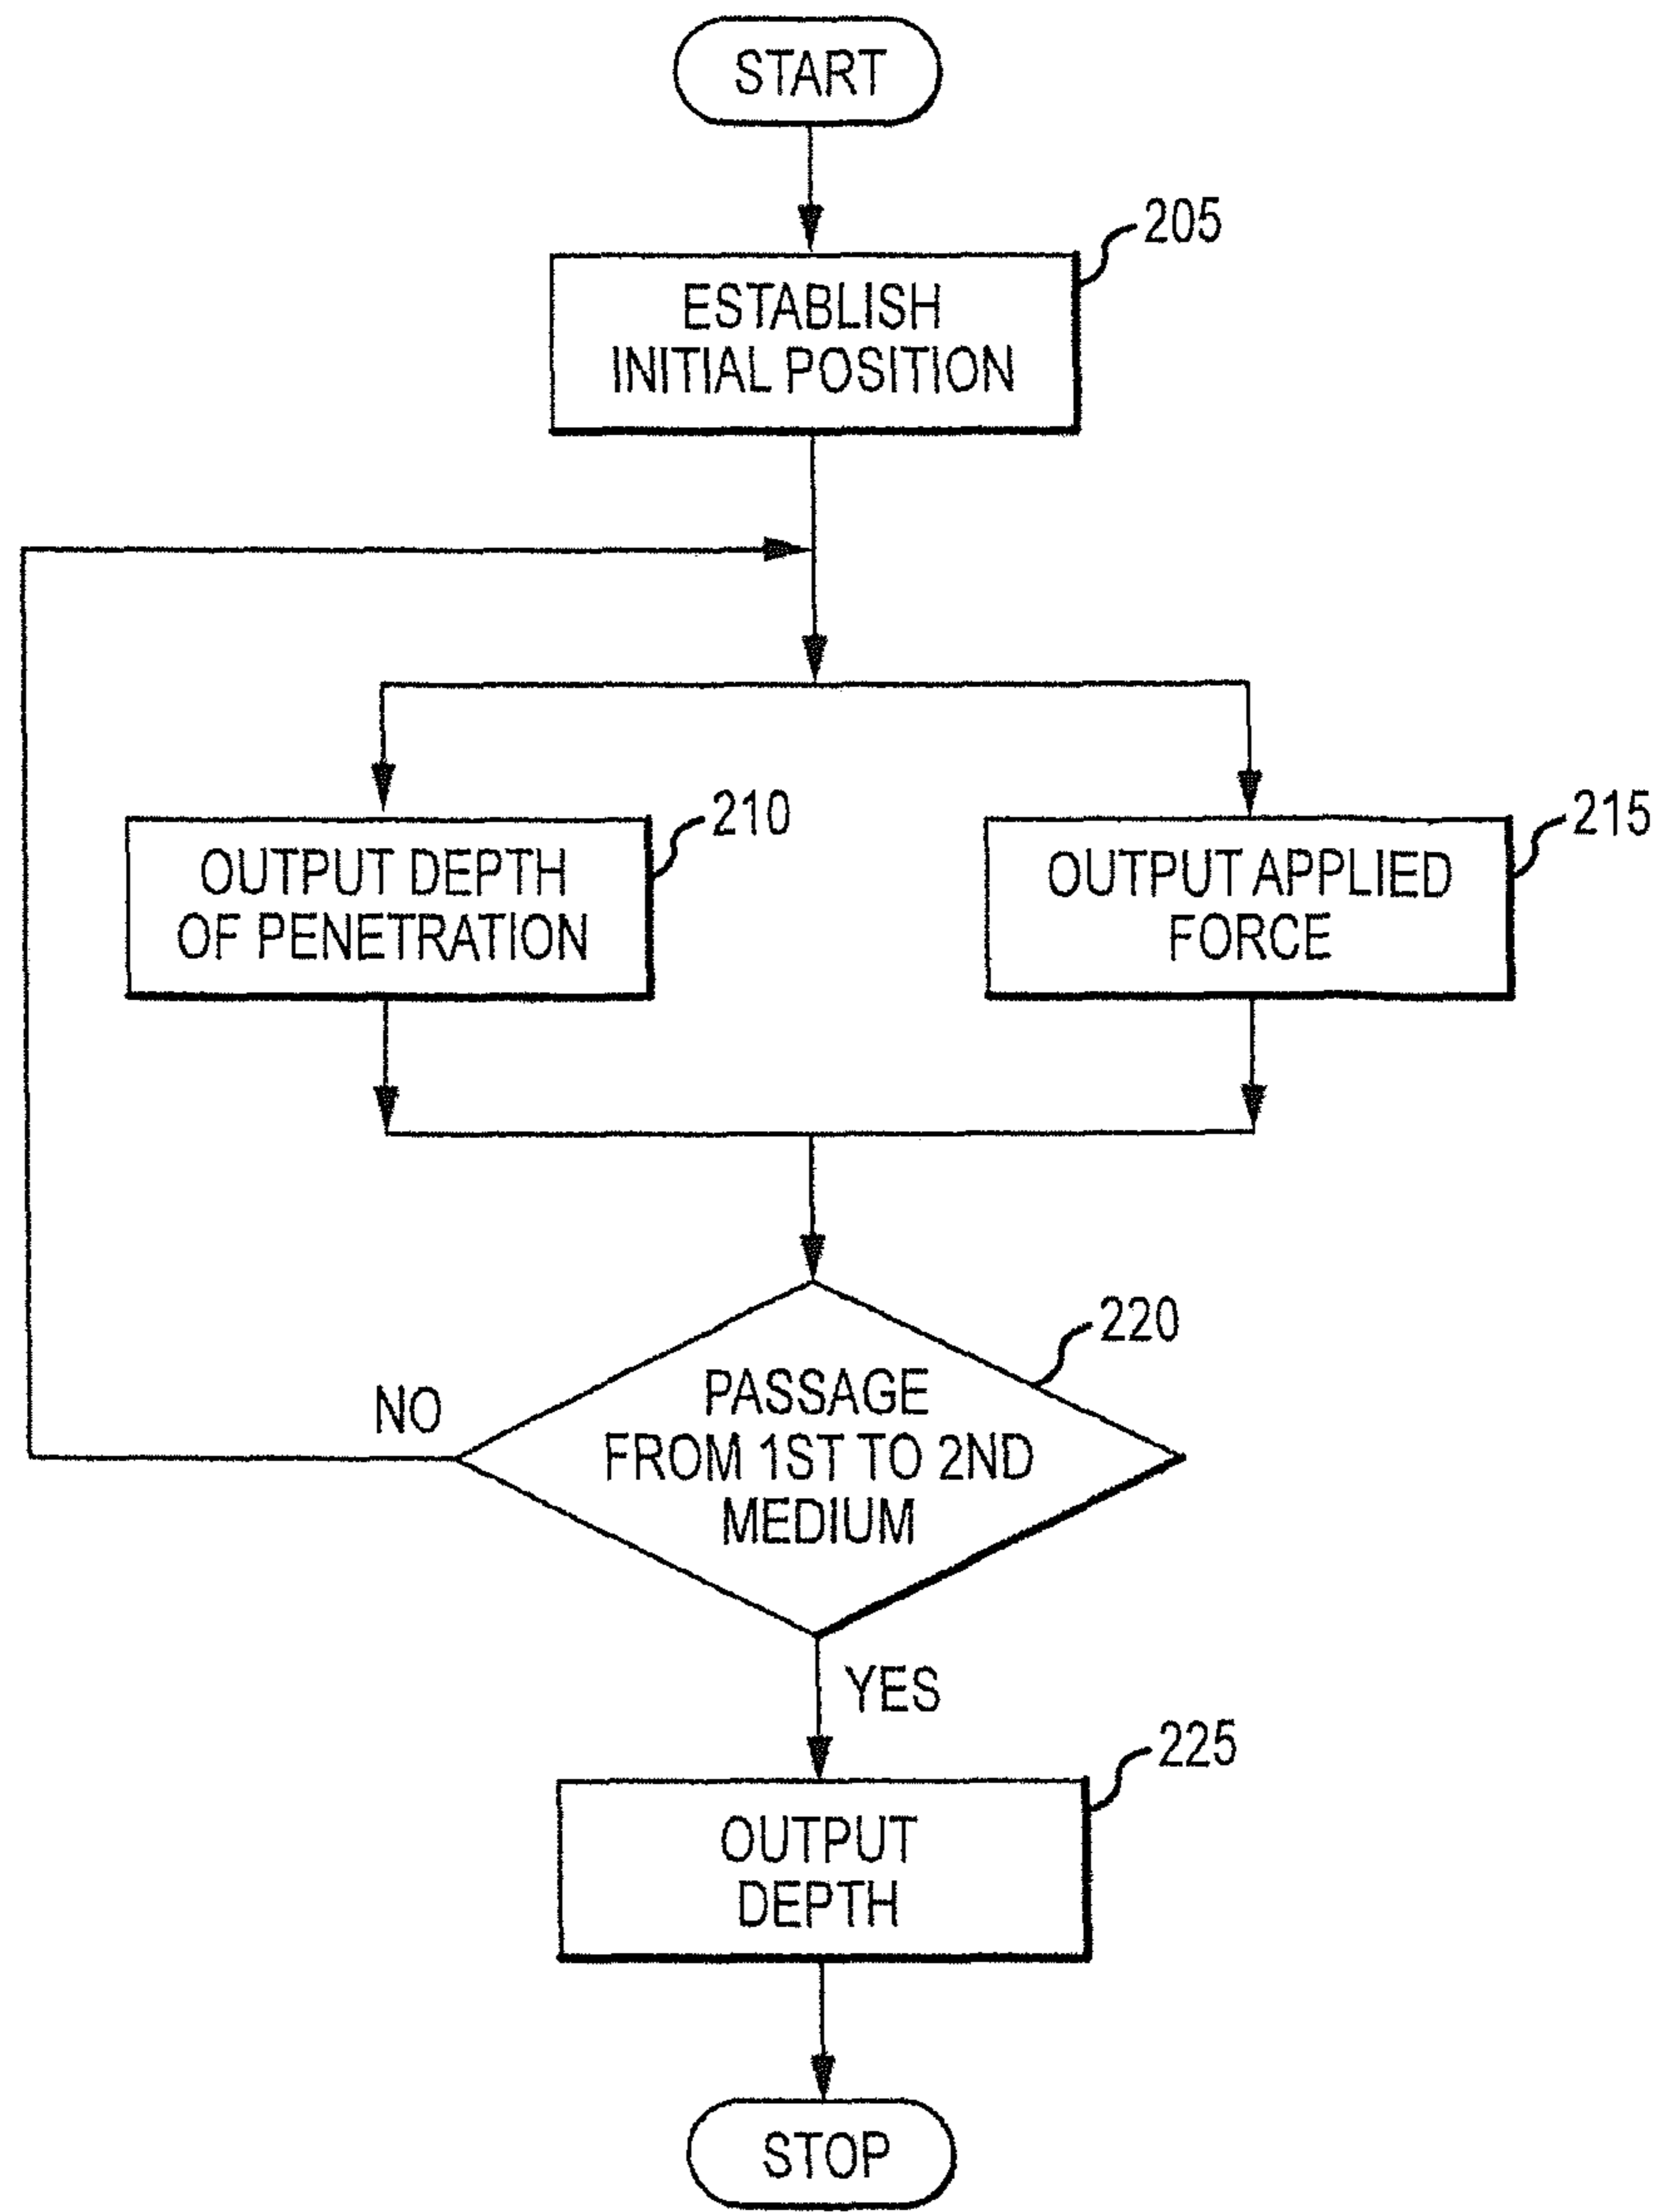 START
205
ESTABLISH
INITIAL POSITION
210
OUTPUT DEPTH
OF PENETRATION
215
OUTPUT APPLIED
FORCE
220
PASSAGE
FROM 1ST TO 2ND
MEDIUM
NO
YES
225
OUTPUT
DEPTH
STOP